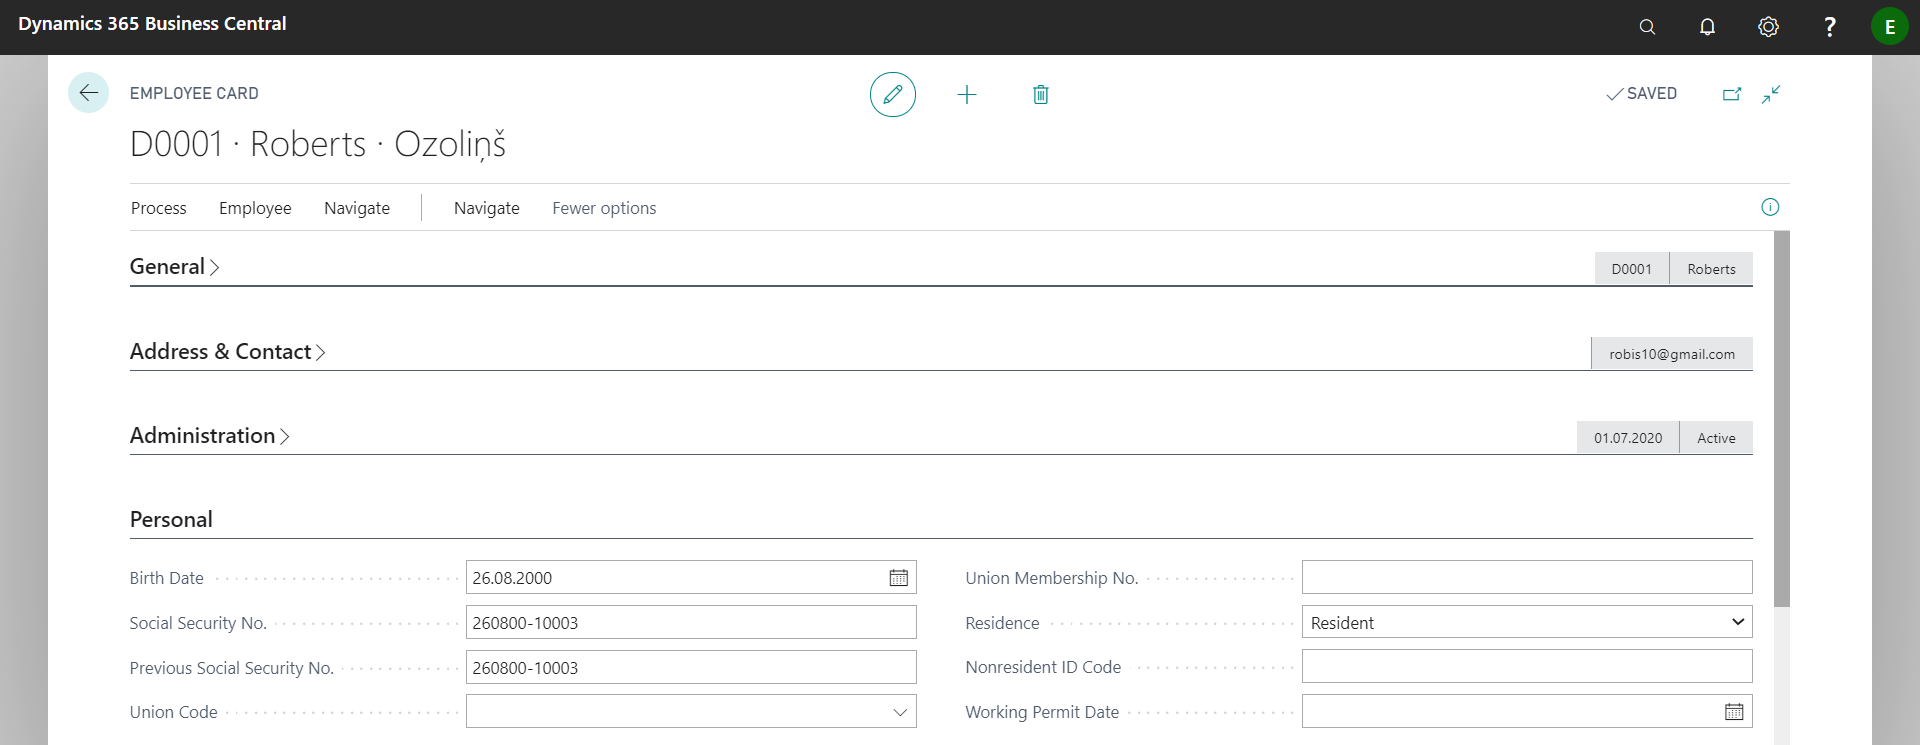 Dynamics 365 Business Central
E
EMPLOYEE CARD
SAVED
D0001 · Roberts · Ozoliņš
Process Employee Navigate Navigate Fewer options
General D0001 Roberts
Address & Contact robis10@gmail.com
Administration 01.07.2020 Active
Personal
Birth Date 26.08.2000 Union Membership No.
Social Security No. 260800-10003 Residence Resident
Previous Social Security No. 260800-10003 Nonresident ID Code
Union Code Working Permit Date